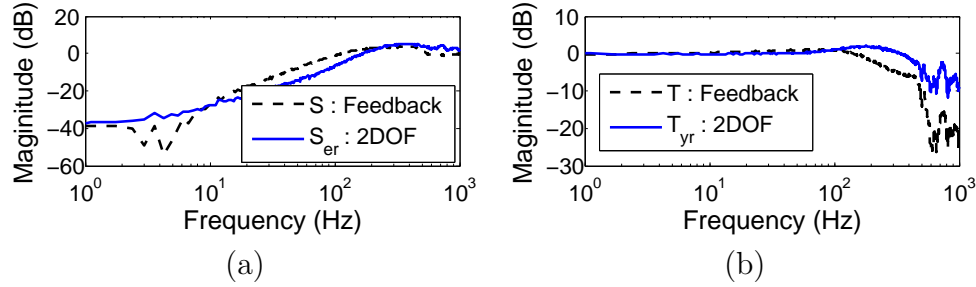 Maginitude (dB)
20
0
−20
−40
−60
S : Feedback
S_er : 2DOF
10^0
10^1
10^2
10^3
Frequency (Hz)
(a)
Maginitude (dB)
10
0
−10
−20
−30
T : Feedback
T_yr : 2DOF
10^0
10^1
10^2
10^3
Frequency (Hz)
(b)